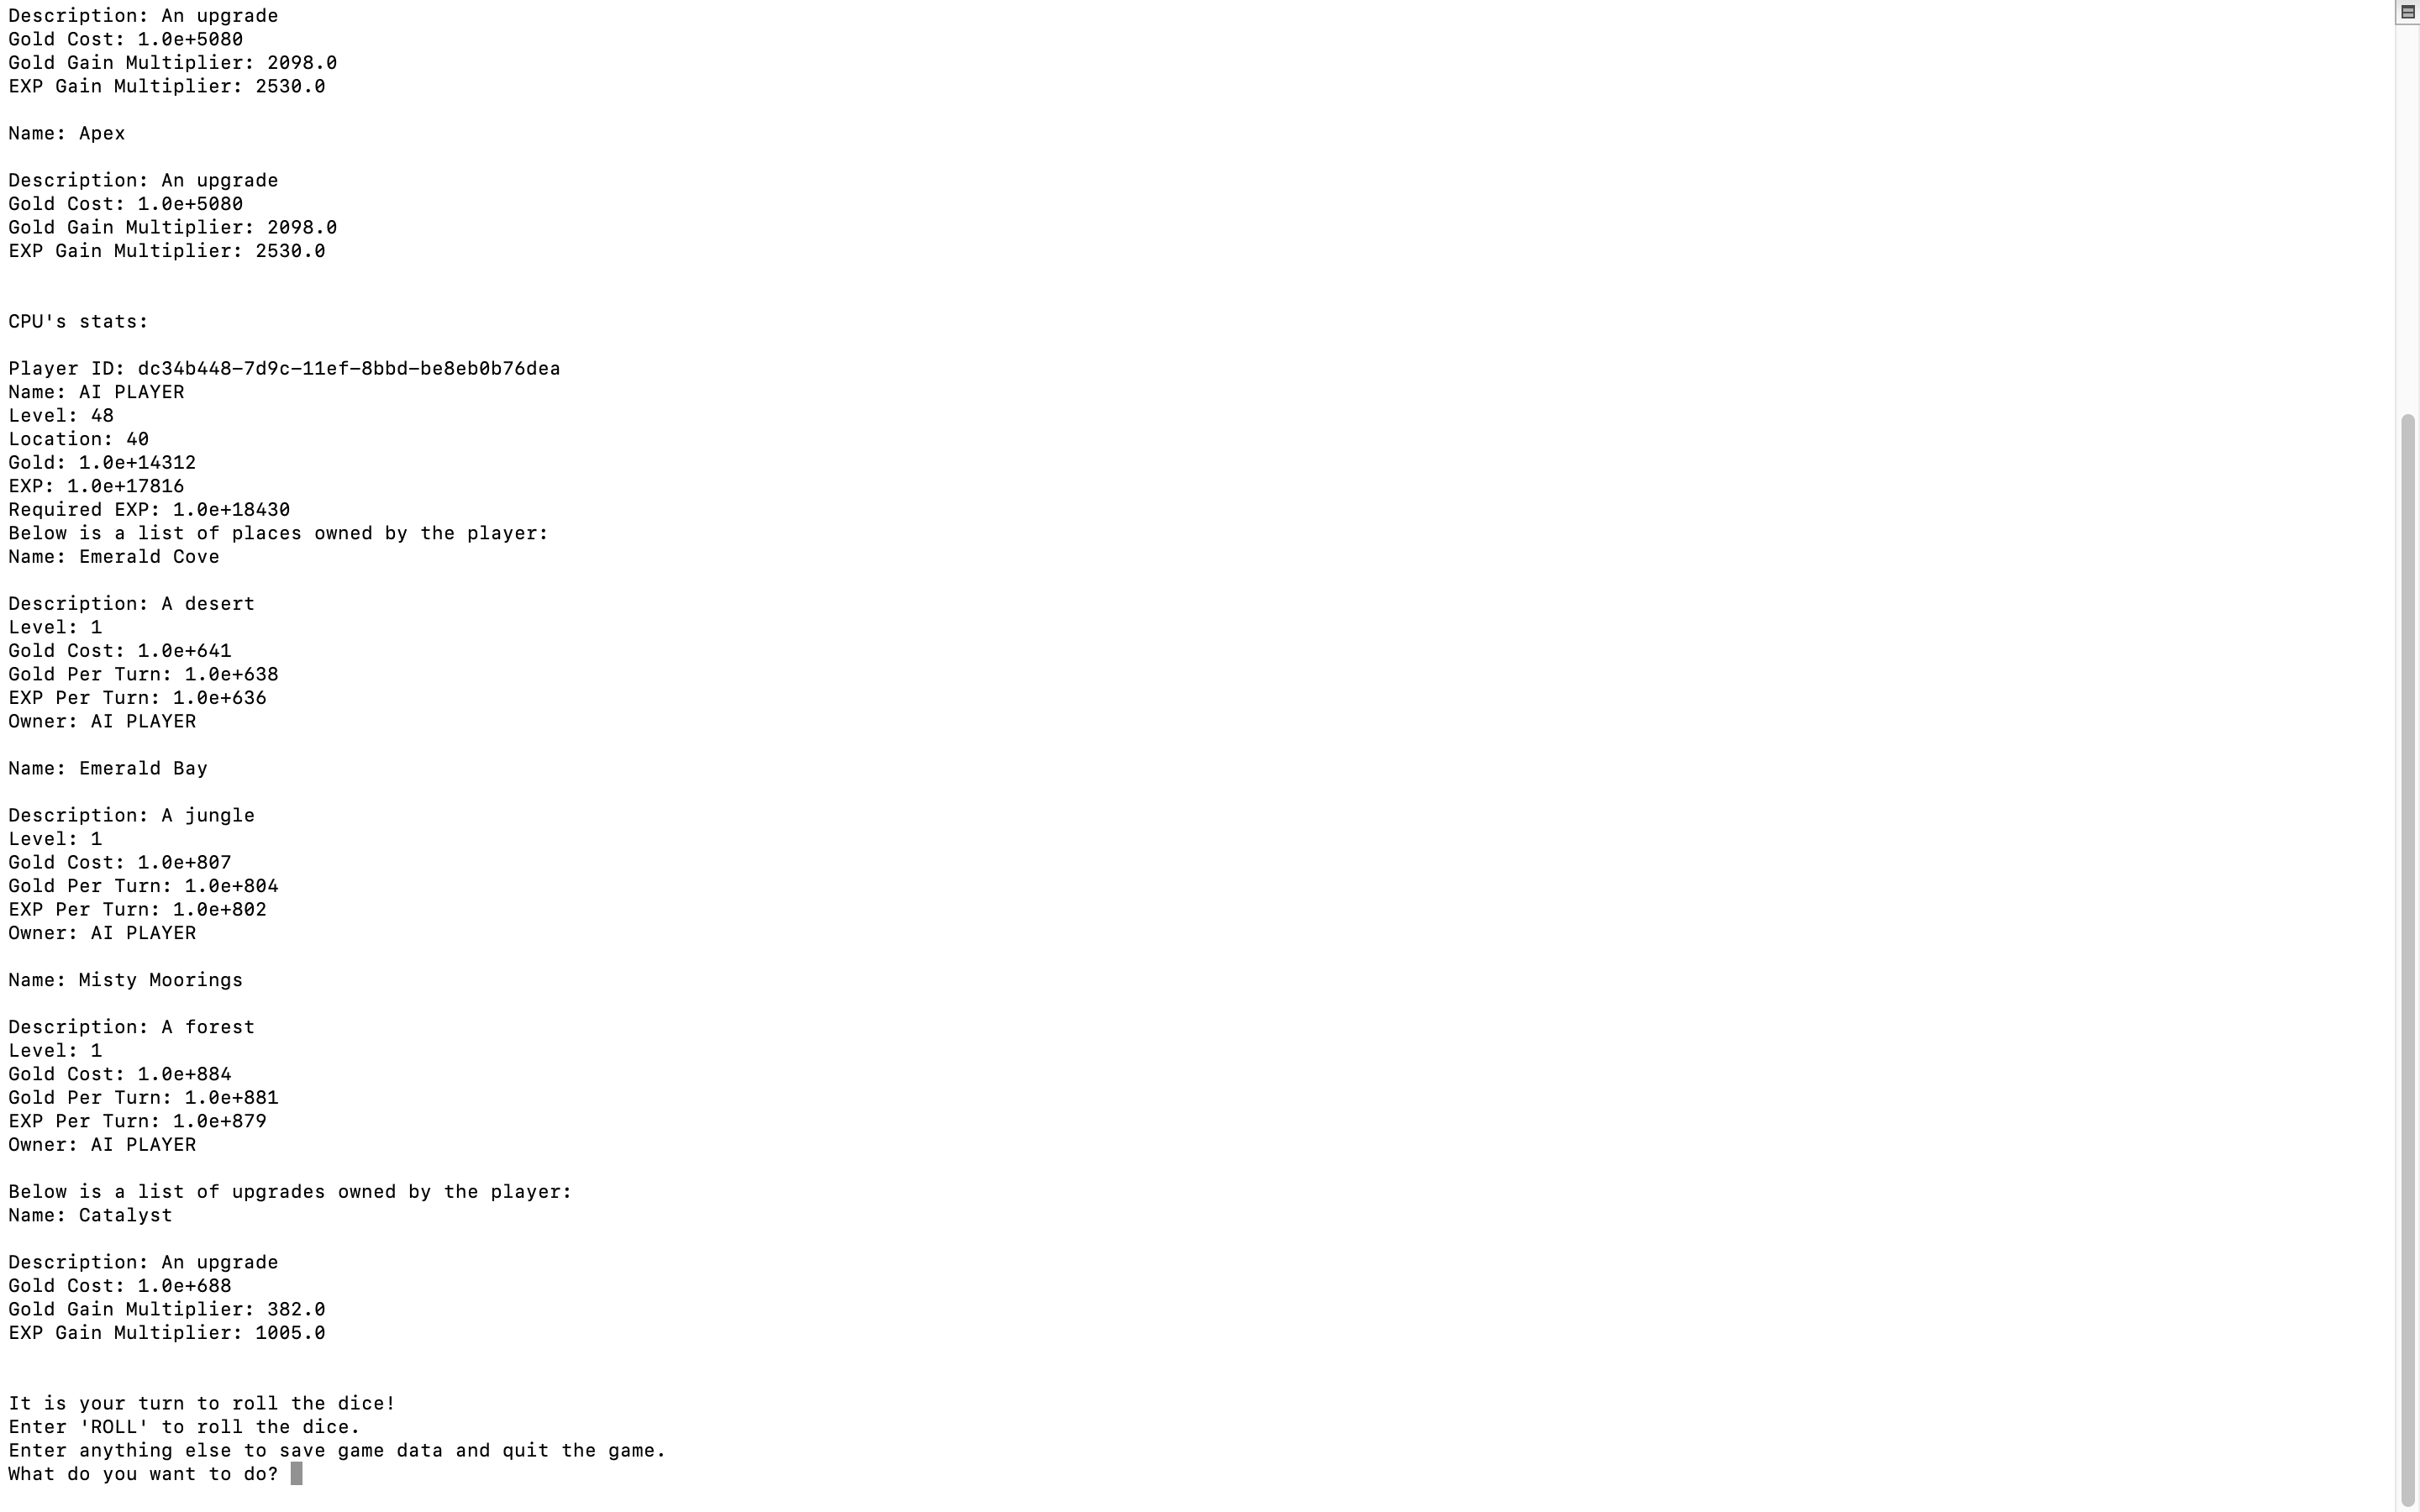 Description: An upgrade
Gold Cost: 1.0e+5080
Gold Gain Multiplier: 2098.0
EXP Gain Multiplier: 2530.0
Name: Apex
Description: An upgrade
Gold Cost: 1.0e+5080
Gold Gain Multiplier: 2098.0
EXP Gain Multiplier: 2530.0
CPU's stats:
Player ID: dc34b448-7d9c-11ef-8bbd-be8eb0b76dea
Name: AI PLAYER
Level: 48
Location: 40
Gold: 1.0e+14312
EXP: 1.0e+17816
Required EXP: 1.0e+18430
Below is a list of places owned by the player:
Name: Emerald Cove
Description: A desert
Level: 1
Gold Cost: 1.0e+641
Gold Per Turn: 1.0e+638
EXP Per Turn: 1.0e+636
Owner: AI PLAYER
Name: Emerald Bay
Description: A jungle
Level: 1
Gold Cost: 1.0e+807
Gold Per Turn: 1.0e+804
EXP Per Turn: 1.0e+802
Owner: AI PLAYER
Name: Misty Moorings
Description: A forest
Level: 1
Gold Cost: 1.0e+884
Gold Per Turn: 1.0e+881
EXP Per Turn: 1.0e+879
Owner: AI PLAYER
Below is a list of upgrades owned by the player:
Name: Catalyst
Description: An upgrade
Gold Cost: 1.0e+688
Gold Gain Multiplier: 382.0
EXP Gain Multiplier: 1005.0
It is your turn to roll the dice!
Enter 'ROLL' to roll the dice.
Enter anything else to save game data and quit the game.
What do you want to do?